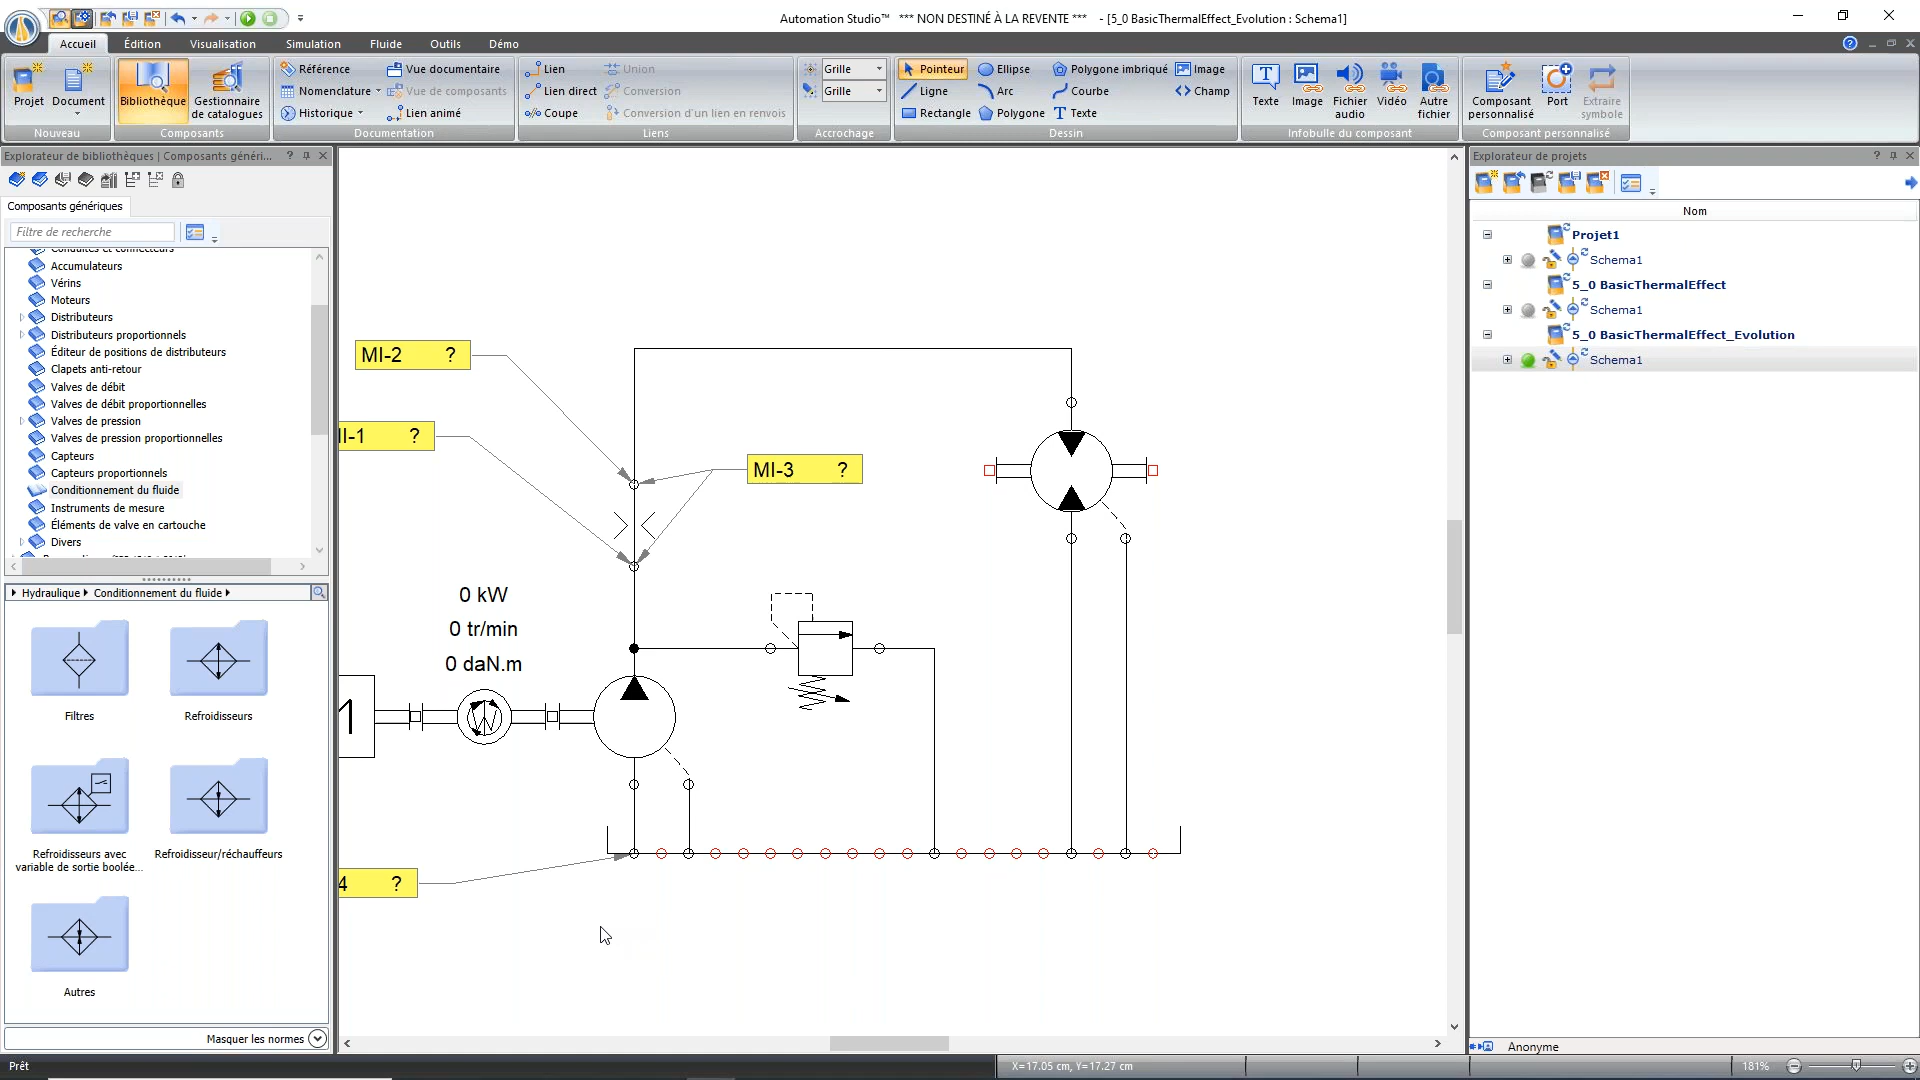 Automation Studio™ *** NON DESTINÉ À LA REVENTE *** - [5_0 BasicThermalEffect_Evolution : Schema1]
Accueil Édition Visualisation Simulation Fluide Outils Démo
Projet Document
Nouveau
Bibliothèque Gestionnaire de catalogues
Composants
Référence Vue documentaire
Nomenclature Vue de composants
Historique Lien animé
Documentation
Lien Union
Lien direct Conversion
Coupe Conversion d'un lien en renvois
Liens
Grille
Grille
Accrochage
Pointeur Ellipse Polygone imbriqué Image
Ligne Arc Courbe Champ
Rectangle Polygone Texte
Dessin
Texte Image Fichier audio Vidéo Autre fichier
Infobulle du composant
Composant personnalisé Port Extraire symbole
Composant personnalisé
Explorateur de bibliothèques | Composants généri...
Composants génériques
Filtre de recherche
Conduites et connecteurs
Accumulateurs
Vérins
Moteurs
Distributeurs
Distributeurs proportionnels
Éditeur de positions de distributeurs
Clapets anti-retour
Valves de débit
Valves de débit proportionnelles
Valves de pression
Valves de pression proportionnelles
Capteurs
Capteurs proportionnels
Conditionnement du fluide
Instruments de mesure
Éléments de valve en cartouche
Divers
Hydraulique Conditionnement du fluide
Filtres Refroidisseurs
Refroidisseurs avec variable de sortie boolée... Refroidisseur/réchauffeurs
Autres
Masquer les normes
MI-2 ?
I-1 ?
MI-3 ?
0 kW
0 tr/min
0 daN.m
W
4 ?
Explorateur de projets
Nom
Projet1
Schema1
5_0 BasicThermalEffect
Schema1
5_0 BasicThermalEffect_Evolution
Schema1
Anonyme
Prêt X=17.05 cm, Y=17.27 cm 181%